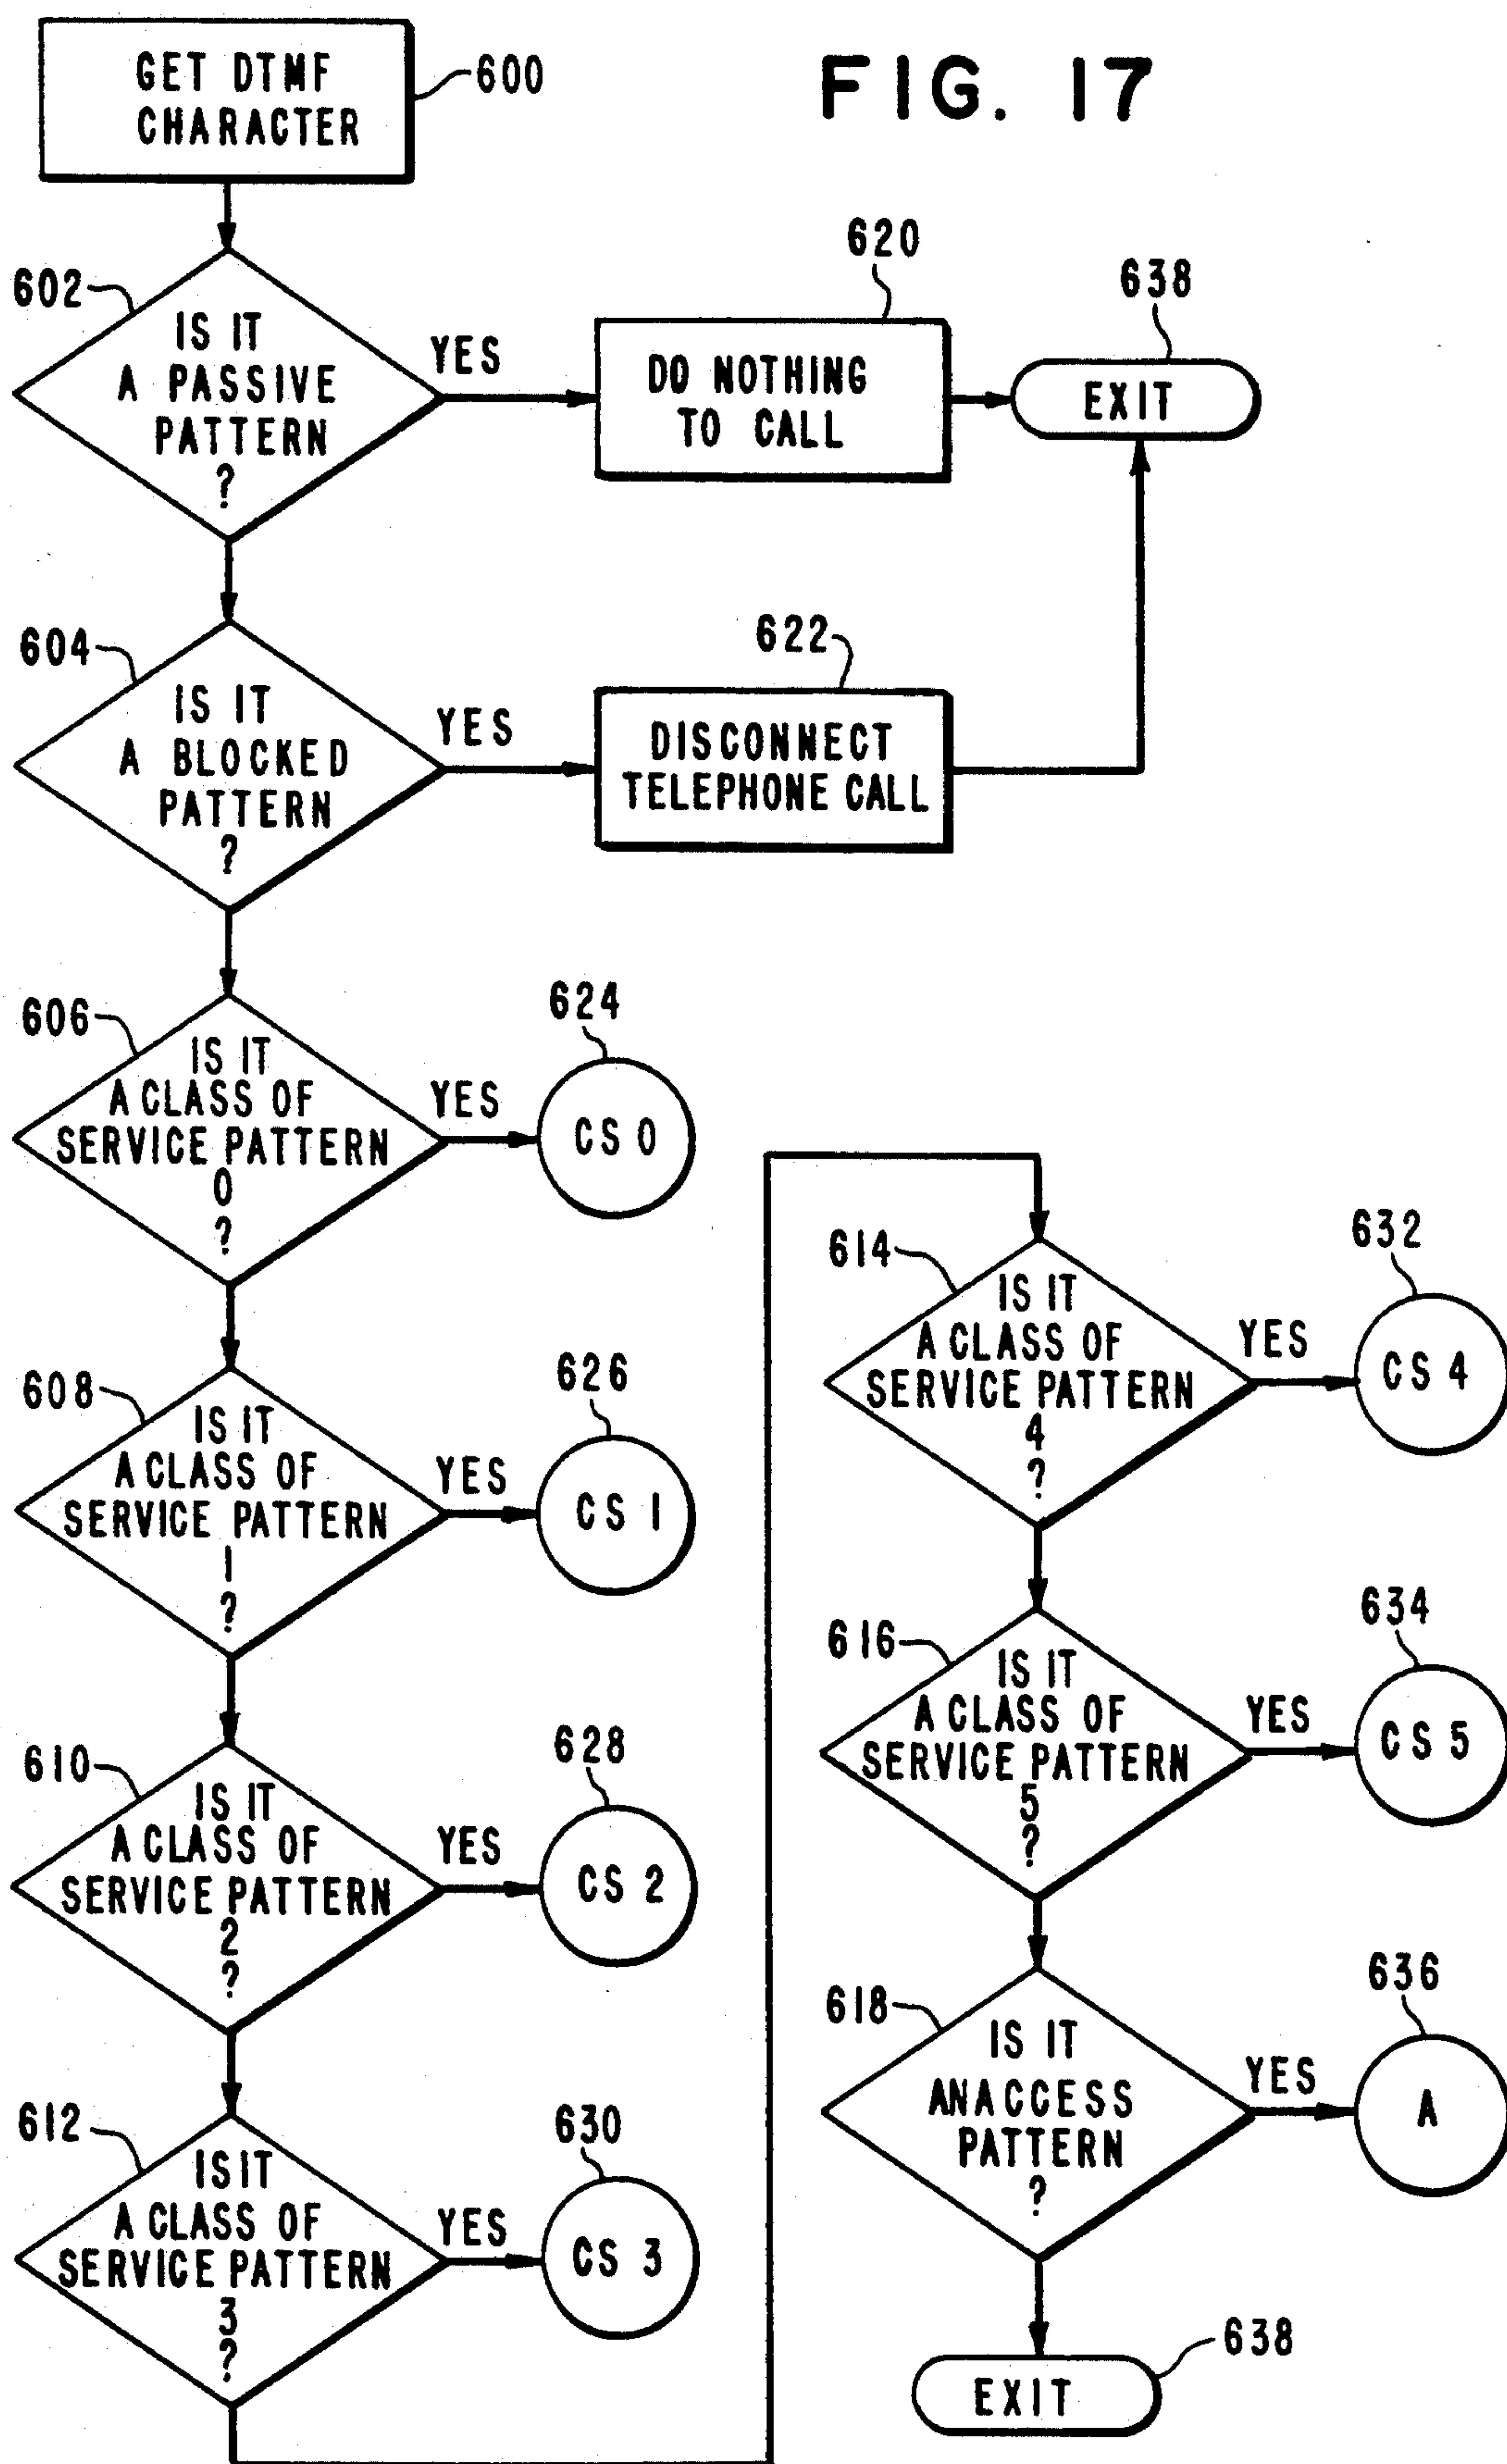 FIG. 17
GET DTMF
CHARACTER
600
602
IS IT
A PASSIVE
PATTERN
?
YES
620
DO NOTHING
TO CALL
638
EXIT
604
IS IT
A BLOCKED
PATTERN
?
YES
622
DISCONNECT
TELEPHONE CALL
606
IS IT
A CLASS OF
SERVICE PATTERN
0
?
YES
624
CS 0
608
IS IT
A CLASS OF
SERVICE PATTERN
1
?
YES
626
CS 1
610
IS IT
A CLASS OF
SERVICE PATTERN
2
?
YES
628
CS 2
612
IS IT
A CLASS OF
SERVICE PATTERN
3
?
YES
630
CS 3
614
IS IT
A CLASS OF
SERVICE PATTERN
4
?
YES
632
CS 4
616
IS IT
A CLASS OF
SERVICE PATTERN
5
?
YES
634
CS 5
618
IS IT
AN ACCESS
PATTERN
?
YES
636
A
638
EXIT